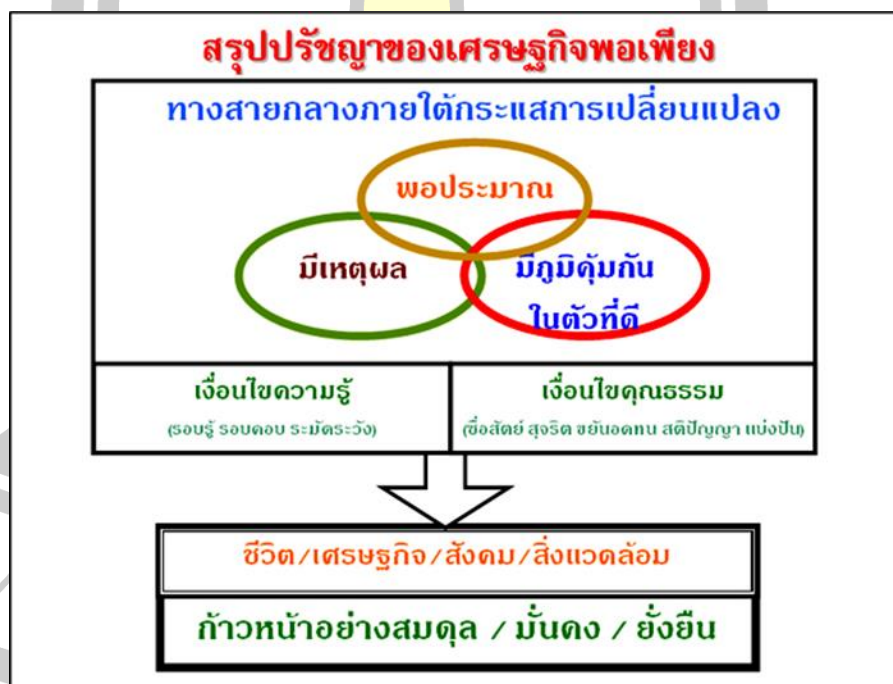 สรุปปรัชญาของเศรษฐกิจพอเพียง
ทางสายกลางภายใต้กระแสการเปลี่ยนแปลง
พอประมาณ
มีเหตุผล
มีภูมิคุ้มกัน
ในตัวที่ดี
เงื่อนไขความรู้
(รอบรู้ รอบคอบ ระมัดระวัง)
เงื่อนไขคุณธรรม
(ซื่อสัตย์ สุจริต ขยันอดทน สติปัญญา แบ่งปัน)
ชีวิต/เศรษฐกิจ/สังคม/สิ่งแวดล้อม
ก้าวหน้าอย่างสมดุล / มั่นคง / ยั่งยืน